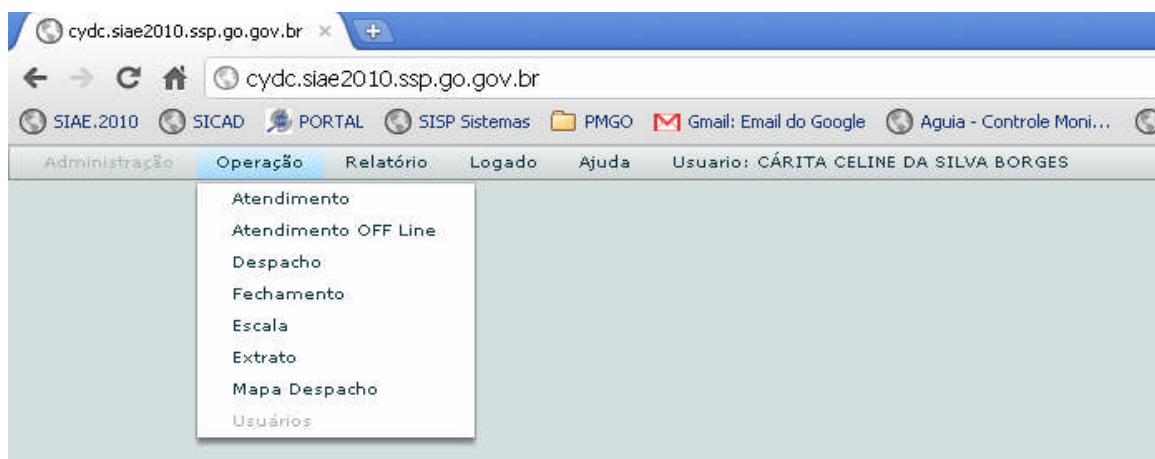 cydc.siae2010.ssp.go.gov.br
cydc.siae2010.ssp.go.gov.br
SIAE.2010 SICAD PORTAL SISP Sistemas PMGO Gmail: Email do Google Aguia - Controle Moni...
Administração Operação Relatório Logado Ajuda Usuario: CÁRITA CELINE DA SILVA BORGES
Atendimento
Atendimento OFF Line
Despacho
Fechamento
Escala
Extrato
Mapa Despacho
Usuários